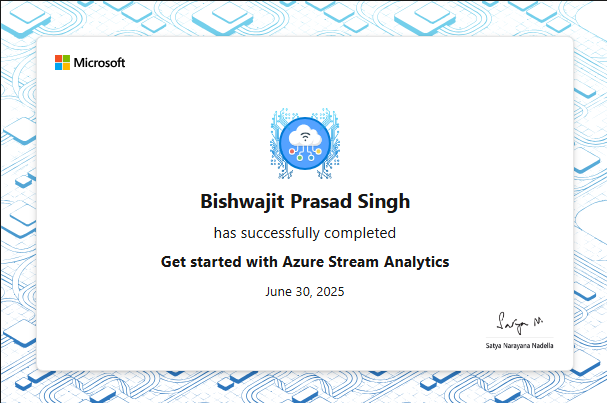 Microsoft
Bishwajit Prasad Singh
has successfully completed
Get started with Azure Stream Analytics
June 30, 2025
Satya N.
Satya Narayana Nadella